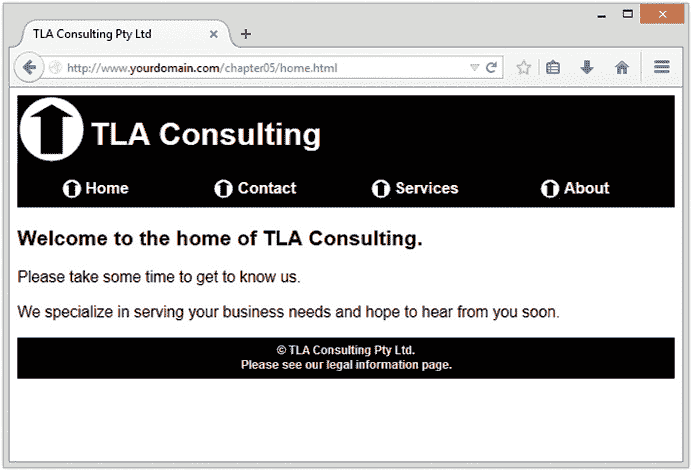 TLA Consulting Pty Ltd
http://www.yourdomain.com/chapter05/home.html
TLA Consulting
Home Contact Services About
Welcome to the home of TLA Consulting.
Please take some time to get to know us.
We specialize in serving your business needs and hope to hear from you soon.
© TLA Consulting Pty Ltd.
Please see our legal information page.